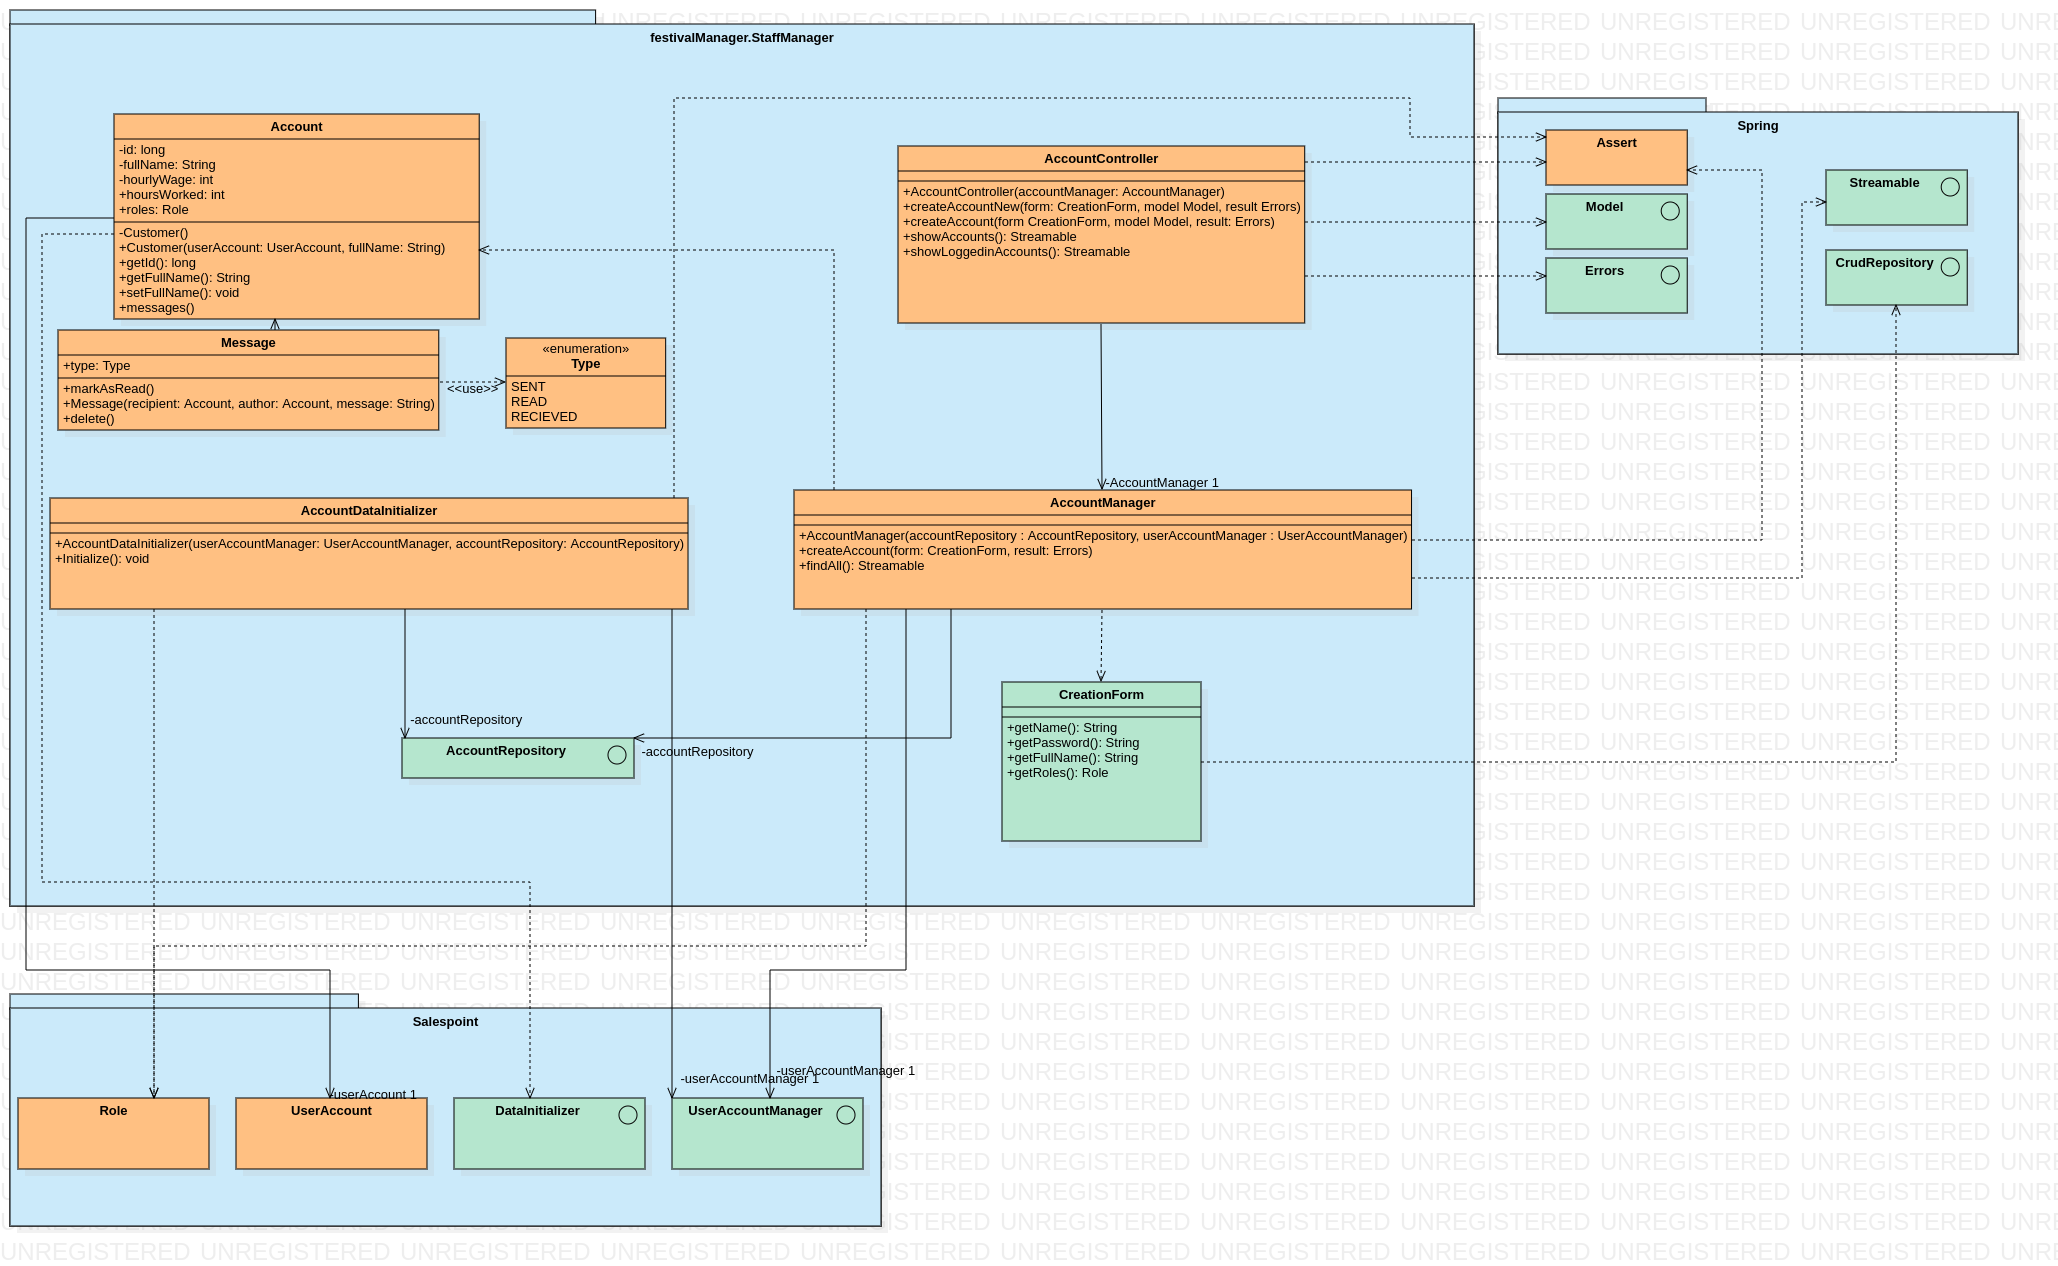 festivalManager.StaffManager
Account
-id: long
-fullName: String
-hourlyWage: int
+hoursWorked: int
+roles: Role
-Customer()
+Customer(userAccount: UserAccount, fullName: String)
+getId(): long
+getFullName(): String
+setFullName(): void
+messages()
Message
+type: Type
+markAsRead()
+Message(recipient: Account, author: Account, message: String)
+delete()
<<use>>
«enumeration»
Type
SENT
READ
RECIEVED
AccountController
+AccountController(accountManager: AccountManager)
+createAccountNew(form: CreationForm, model Model, result Errors)
+createAccount(form CreationForm, model Model, result: Errors)
+showAccounts(): Streamable
+showLoggedinAccounts(): Streamable
Spring
Assert
Model
Errors
Streamable
CrudRepository
-AccountManager 1
AccountDataInitializer
+AccountDataInitializer(userAccountManager: UserAccountManager, accountRepository: AccountRepository)
+Initialize(): void
AccountManager
+AccountManager(accountRepository : AccountRepository, userAccountManager : UserAccountManager)
+createAccount(form: CreationForm, result: Errors)
+findAll(): Streamable
-accountRepository
AccountRepository
-accountRepository
CreationForm
+getName(): String
+getPassword(): String
+getFullName(): String
+getRoles(): Role
Salespoint
-userAccountManager 1
-userAccountManager 1
-userAccount 1
Role
UserAccount
DataInitializer
UserAccountManager
UNREGISTERED